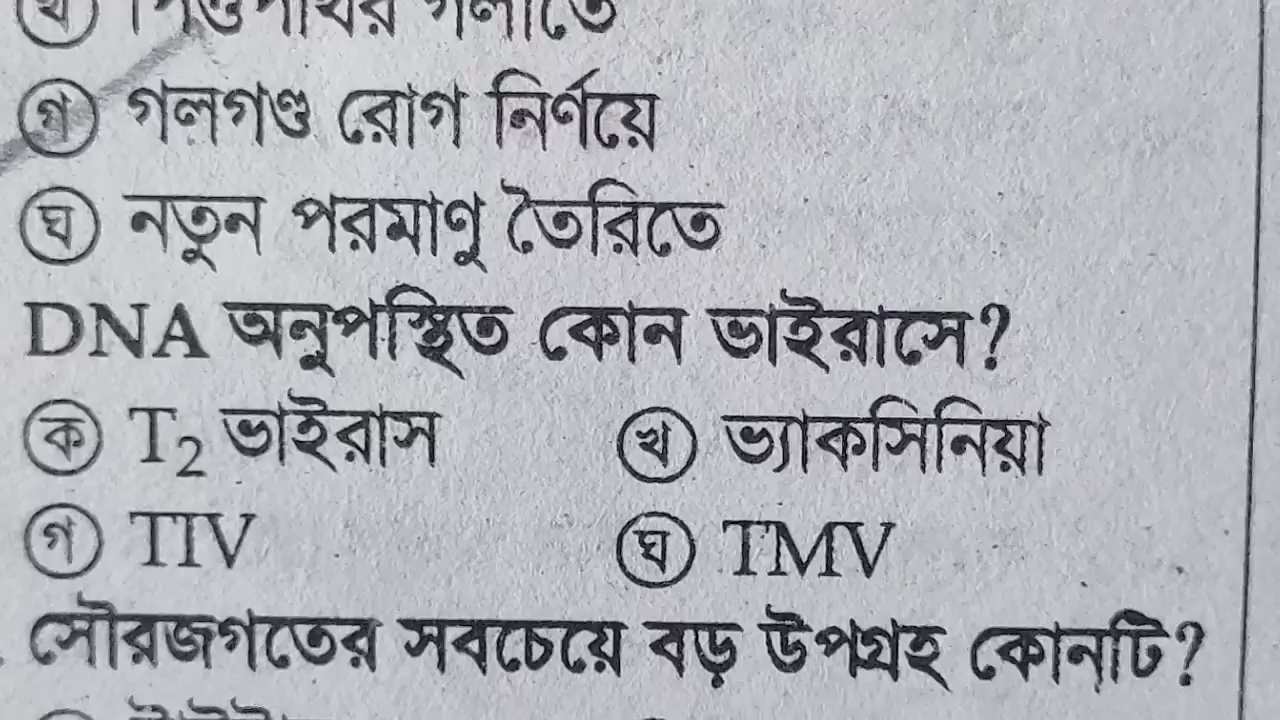 গলাতে
গ গলগণ্ড রোগ নির্ণয়ে
ঘ নতুন পরমাণু তৈরিতে
DNA অনুপস্থিত কোন ভাইরাসে?
ক T₂ ভাইরাস খ ভ্যাকসিনিয়া
গ TIV ঘ TMV
সৌরজগতের সবচেয়ে বড় উপগ্রহ কোনটি?